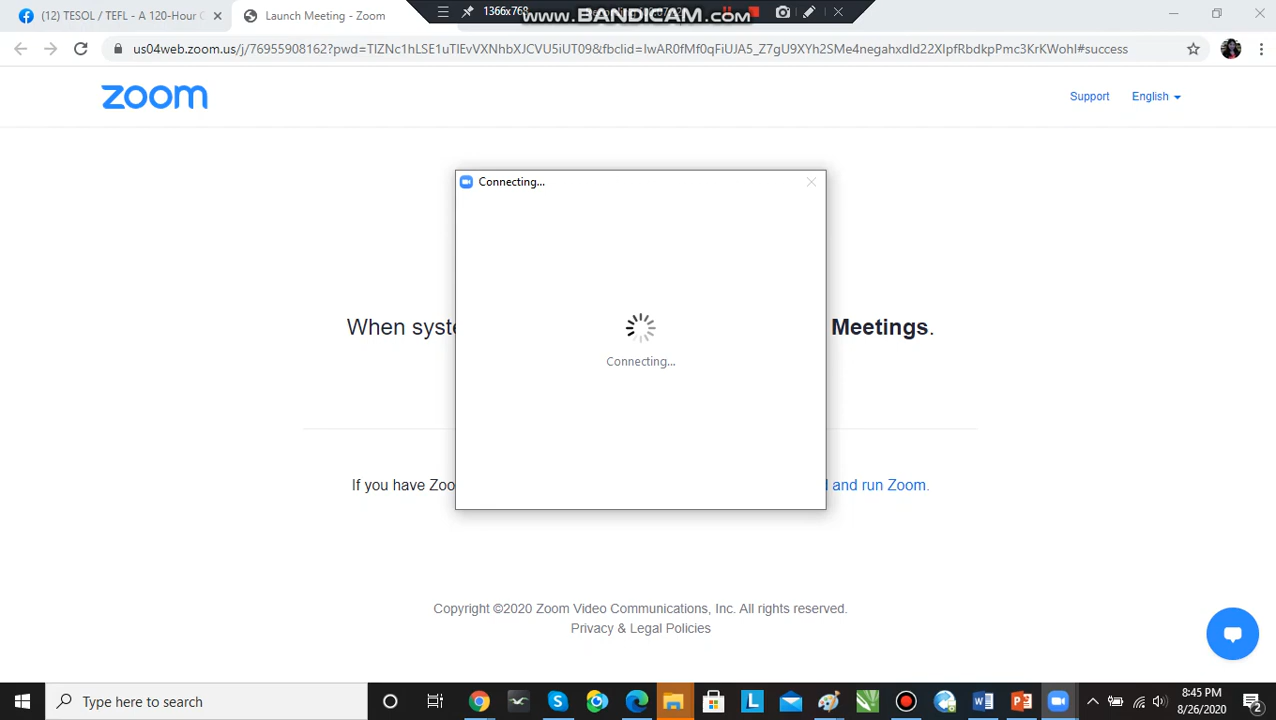 (12) TESOL / TEFL - A 120-Hour C
Launch Meeting - Zoom
1366x768
www.BANDICAM.com
us04web.zoom.us/j/76955908162?pwd=TlZNc1hLSE1uTlEvVXNhbXJCVU5iUT09&fbclid=IwAR0fMf0qFiUJA5_Z7gU9XYh2SMe4negahxdId22XlpfRbdkpPmc3KrKWohI#success
zoom
Support
English
Connecting...
When syste
Meetings.
Connecting...
If you have Zoo
and run Zoom.
Copyright ©2020 Zoom Video Communications, Inc. All rights reserved.
Privacy & Legal Policies
Type here to search
8:45 PM
8/26/2020
2